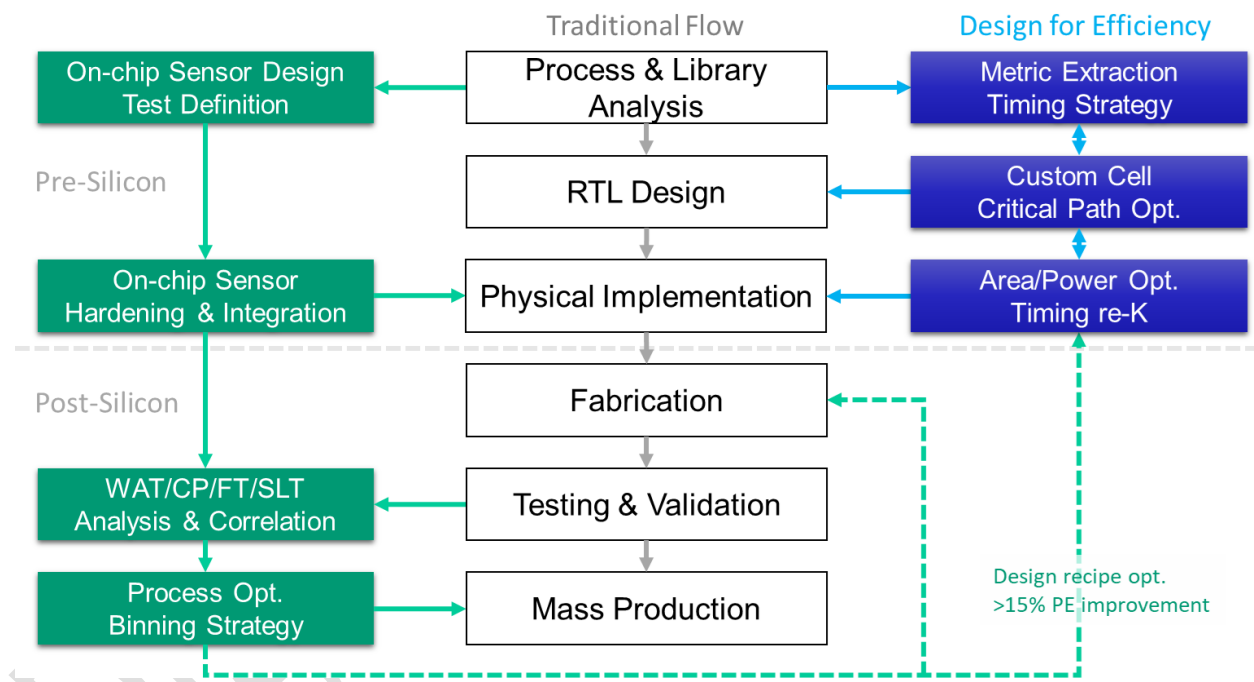 Traditional Flow
Design for Efficiency
On-chip Sensor Design
Test Definition
Process & Library
Analysis
Metric Extraction
Timing Strategy
Pre-Silicon
RTL Design
Custom Cell
Critical Path Opt.
On-chip Sensor
Hardening & Integration
Physical Implementation
Area/Power Opt.
Timing re-K
Post-Silicon
Fabrication
WAT/CP/FT/SLT
Analysis & Correlation
Testing & Validation
Process Opt.
Binning Strategy
Mass Production
Design recipe opt.
>15% PE improvement